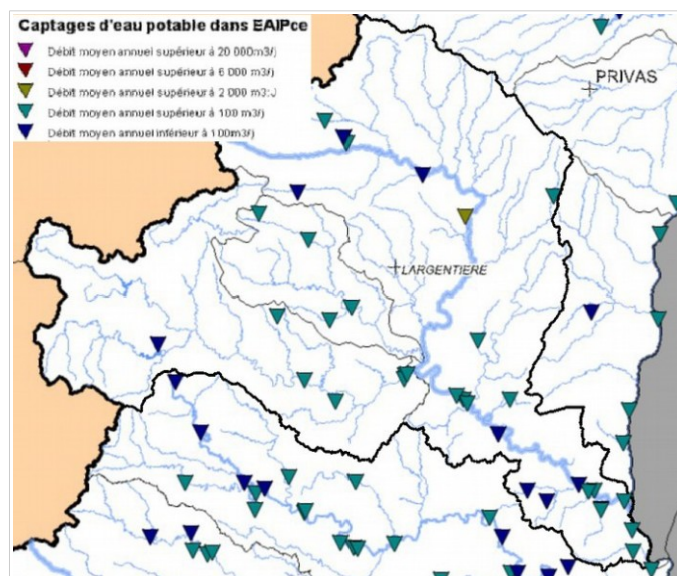 Captages d'eau potable dans EAIPce
Débit moyen annuel supérieur à 20 000m3/j
Débit moyen annuel supérieur à 6 000 m3/j
Débit moyen annuel supérieur à 2 000 m3/J
Débit moyen annuel supérieur à 100 m3/j
Débit moyen annuel inférieur à 100m3/j
PRIVAS
LARGENTIERE